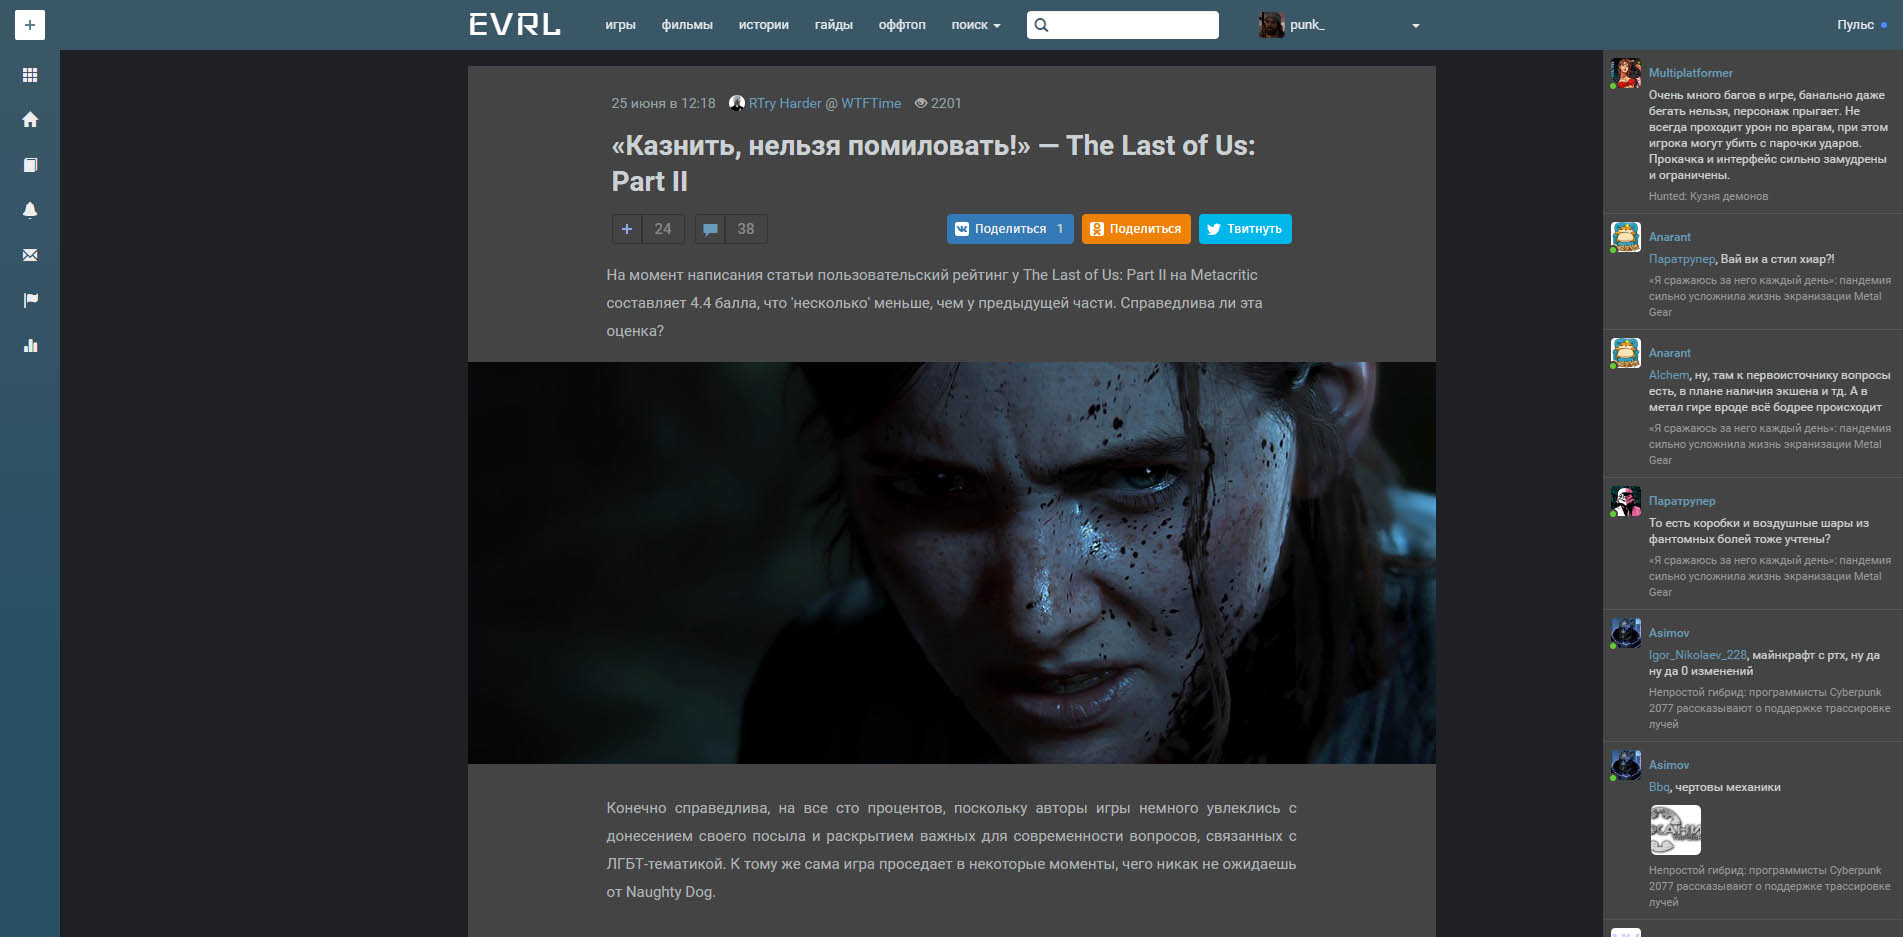 EVRL
игры
фильмы
истории
гайды
оффтоп
поиск
punk_
Пульс
25 июня в 12:18 RTry Harder @ WTFTime 2201
«Казнить, нельзя помиловать!» — The Last of Us:
Part II
24
38
Поделиться 1
Поделиться
Твитнуть
На момент написания статьи пользовательский рейтинг у The Last of Us: Part II на Metacritic
составляет 4.4 балла, что 'несколько' меньше, чем у предыдущей части. Справедлива ли эта
оценка?
Конечно справедлива, на все сто процентов, поскольку авторы игры немного увлеклись с
донесением своего посыла и раскрытием важных для современности вопросов, связанных с
ЛГБТ-тематикой. К тому же сама игра проседает в некоторые моменты, чего никак не ожидаешь
от Naughty Dog.
Multiplatformer
Очень много багов в игре, банально даже
бегать нельзя, персонаж прыгает. Не
всегда проходит урон по врагам, при этом
игрока могут убить с парочки ударов.
Прокачка и интерфейс сильно замудрены
и ограничены.
Hunted: Кузня демонов
Anarant
Паратрупер, Вай ви а стил хиар?!
«Я сражаюсь за него каждый день»: пандемия
сильно усложнила жизнь экранизации Metal
Gear
Anarant
Alchem, ну, там к первоисточнику вопросы
есть, в плане наличия экшена и тд. А в
метал гире вроде всё бодрее происходит
«Я сражаюсь за него каждый день»: пандемия
сильно усложнила жизнь экранизации Metal
Gear
Паратрупер
То есть коробки и воздушные шары из
фантомных болей тоже учтены?
«Я сражаюсь за него каждый день»: пандемия
сильно усложнила жизнь экранизации Metal
Gear
Asimov
Igor_Nikolaev_228, майнкрафт с ртх, ну да
ну да 0 изменений
Непростой гибрид: программисты Cyberpunk
2077 рассказывают о поддержке трассировке
лучей
Asimov
Bbq, чертовы механики
Непростой гибрид: программисты Cyberpunk
2077 рассказывают о поддержке трассировке
лучей